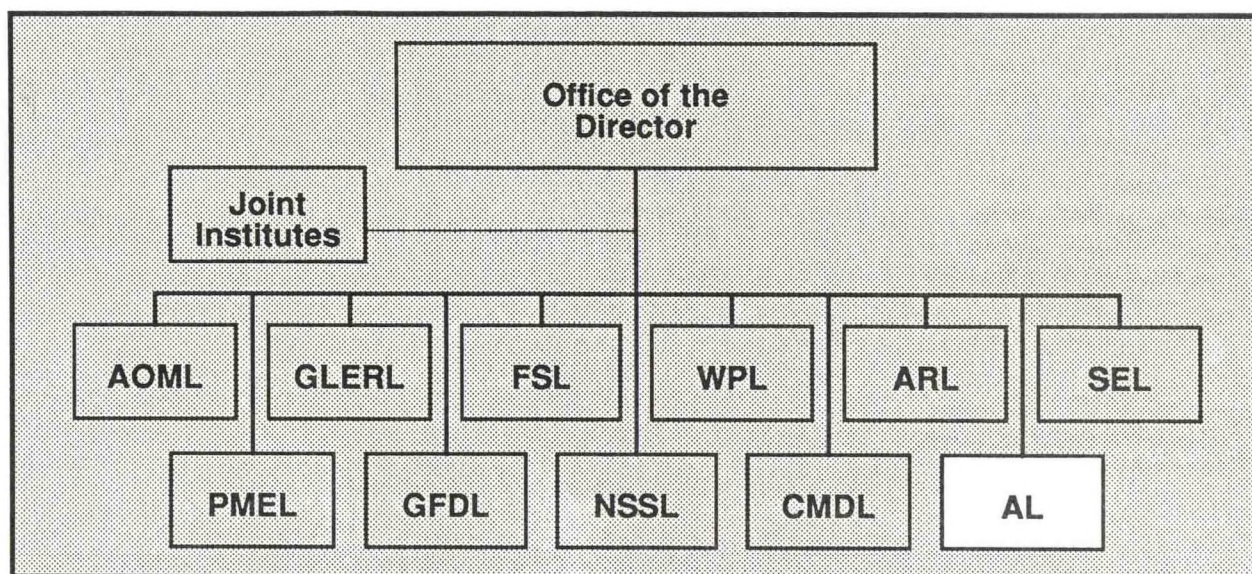 Office of the
Director
Joint
Institutes
AOML GLERL FSL WPL ARL SEL
PMEL GFDL NSSL CMDL AL